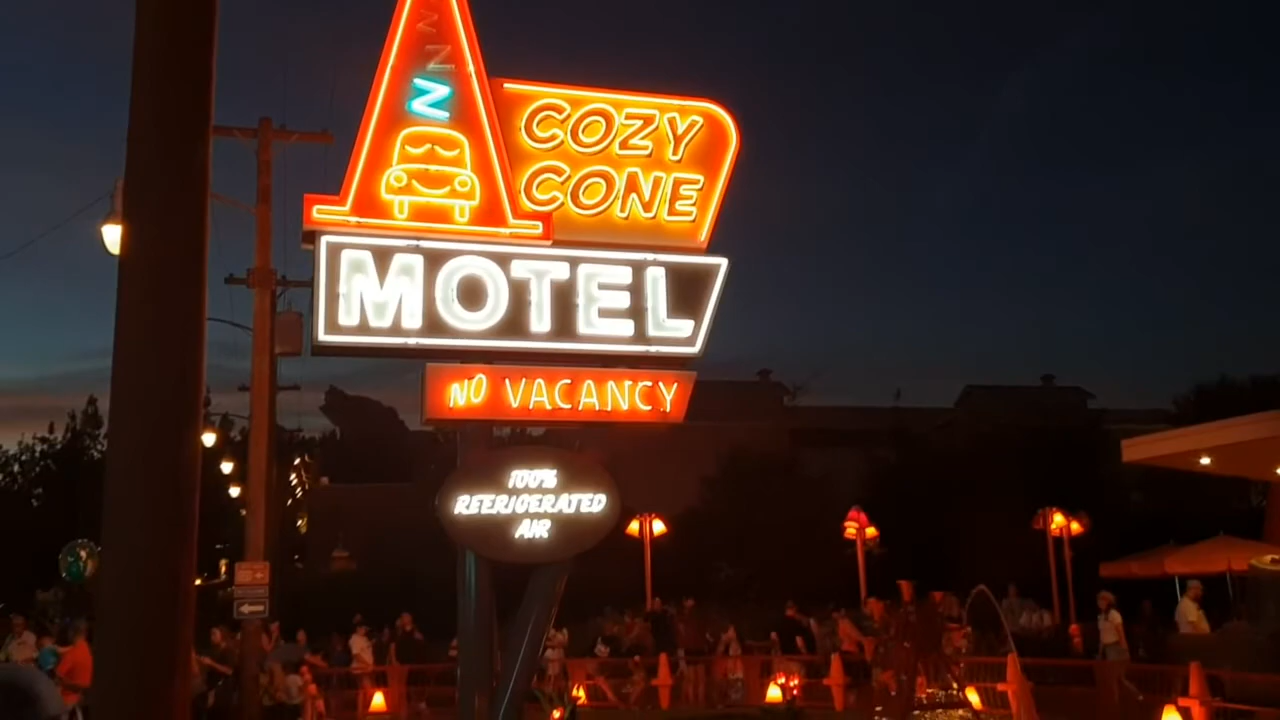 Z
Z
Z
COZY
CONE
MOTEL
NO VACANCY
100%
REFRIGERATED
AIR